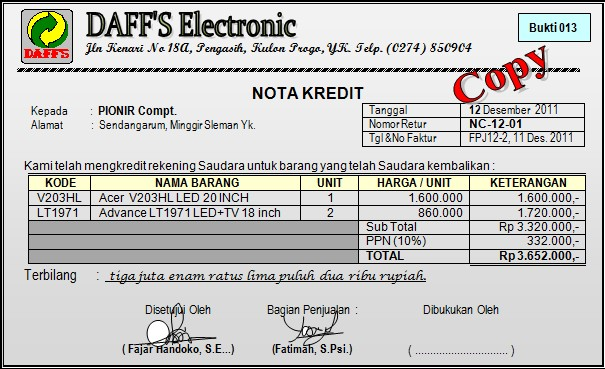 DAFF'S
DAFF'S Electronic
Bukti 013
Jln Kenari No 18A, Pengasih, Kulon Progo, YK. Telp. (0274) 850904
Copy
NOTA KREDIT
Kepada : PIONIR Compt.
Alamat : Sendangarum, Minggir Sleman Yk.
Tanggal 12 Desember 2011
Nomor Retur NC-12-01
Tgl &No Faktur FPJ12-2, 11 Des. 2011
Kami telah mengkredit rekening Saudara untuk barang yang telah Saudara kembalikan :
KODE NAMA BARANG UNIT HARGA / UNIT KETERANGAN
V203HL Acer V203HL LED 20 INCH 1 1.600.000 1.600.000,-
LT1971 Advance LT1971 LED+TV 18 inch 2 860.000 1.720.000,-
Sub Total Rp 3.320.000,-
PPN (10%) 332.000,-
TOTAL Rp 3.652.000,-
Terbilang : tiga juta enam ratus lima puluh dua ribu rupiah.
Disetujui Oleh Bagian Penjualan : Dibukukan Oleh
( Fajar Handoko, S.E...) (Fatimah, S.Psi.) ( ................................ )